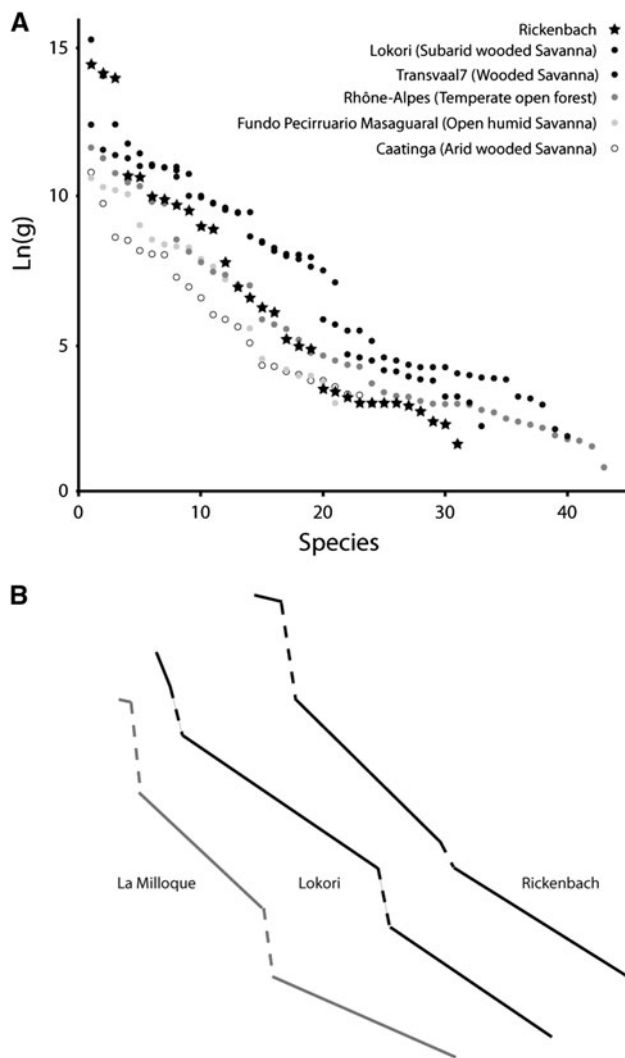 A
Ln(g)
15
10
5
0
0 10 20 30 40
Species
Rickenbach
Lokori (Subarid wooded Savanna)
Transvaal7 (Wooded Savanna)
Rhône-Alpes (Temperate open forest)
Fundo Pecirruario Masaguaral (Open humid Savanna)
Caatinga (Arid wooded Savanna)
B
La Milloque Lokori Rickenbach